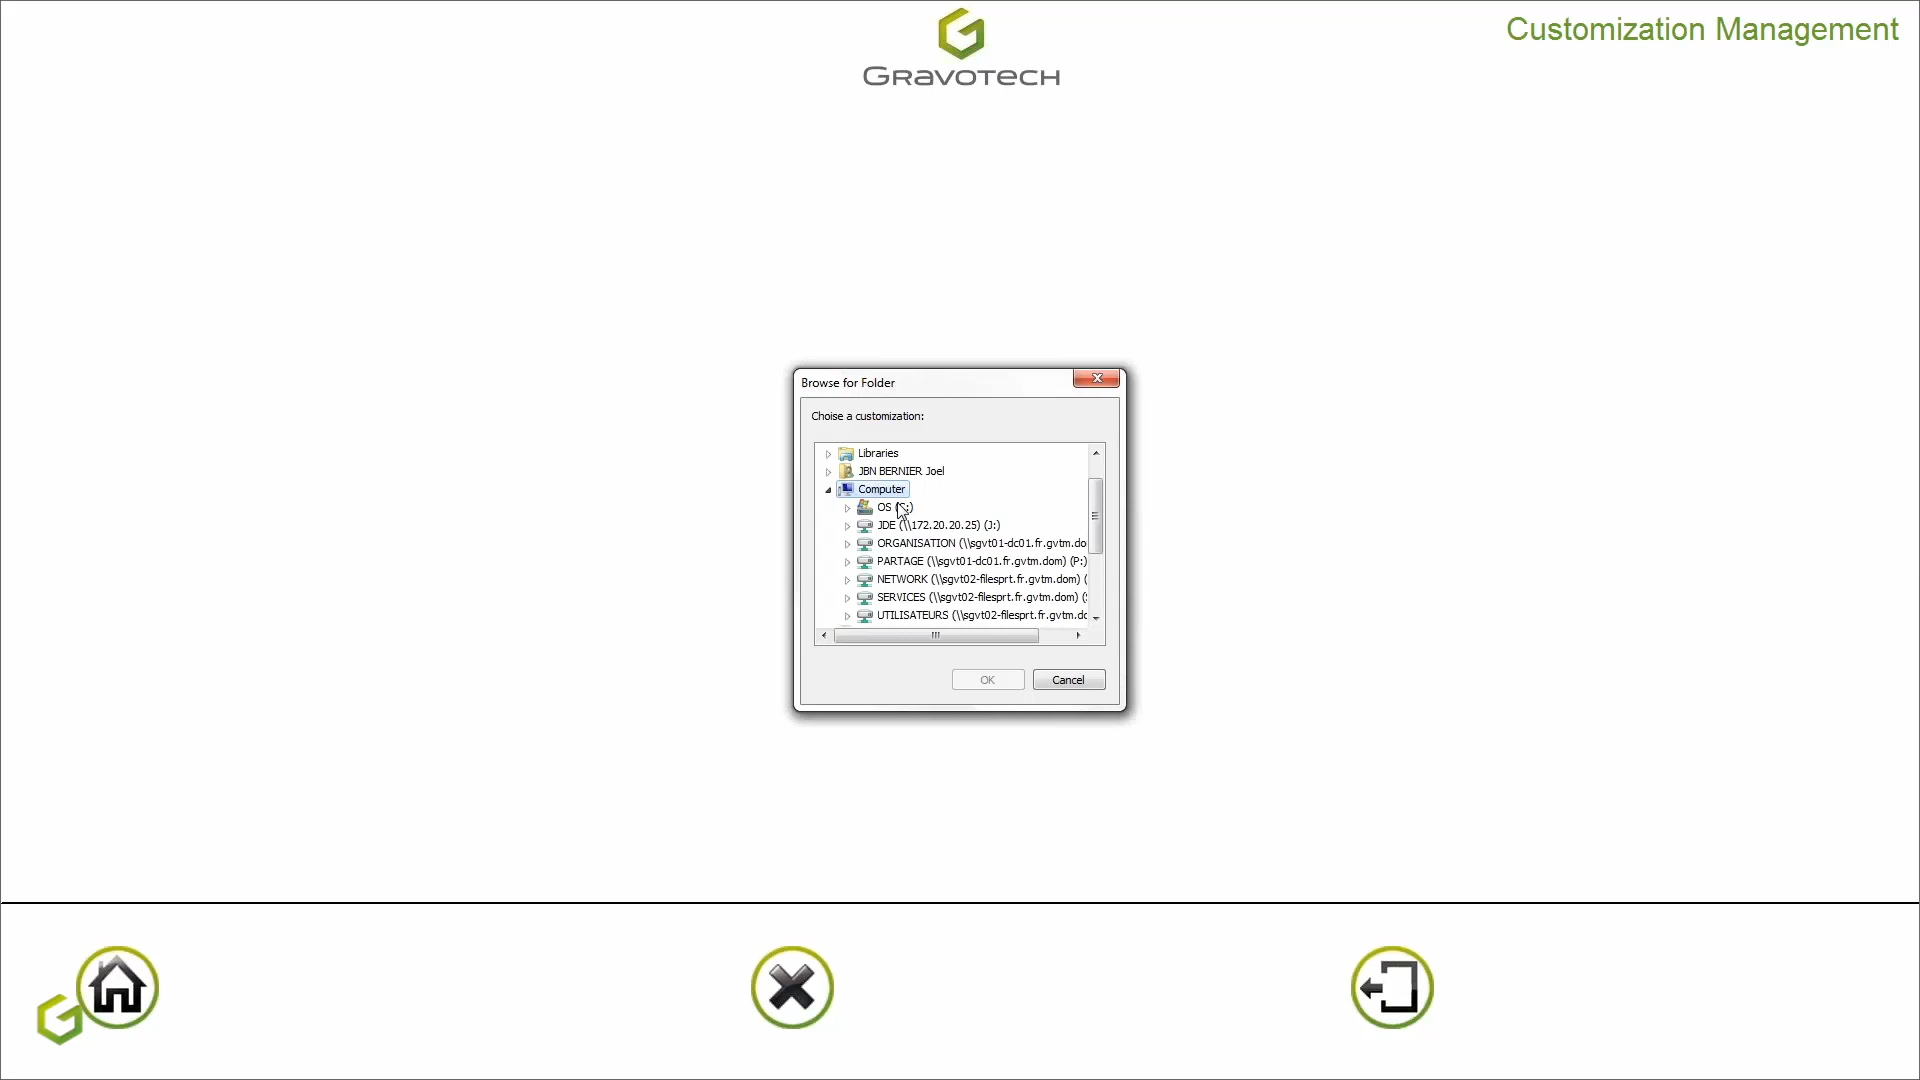 GRAVOTECH
Customization Management
Browse for Folder
Choise a customization:
Libraries
JBN BERNIER Joel
Computer
OS
JDE (\\172.20.20.25) (J:)
ORGANISATION (\\sgvt01-dc01.fr.gvtm.do
PARTAGE (\\sgvt01-dc01.fr.gvtm.dom) (P:)
NETWORK (\\sgvt02-filesprt.fr.gvtm.dom) (
SERVICES (\\sgvt02-filesprt.fr.gvtm.dom) (
UTILISATEURS (\\sgvt02-filesprt.fr.gvtm.dc
OK
Cancel